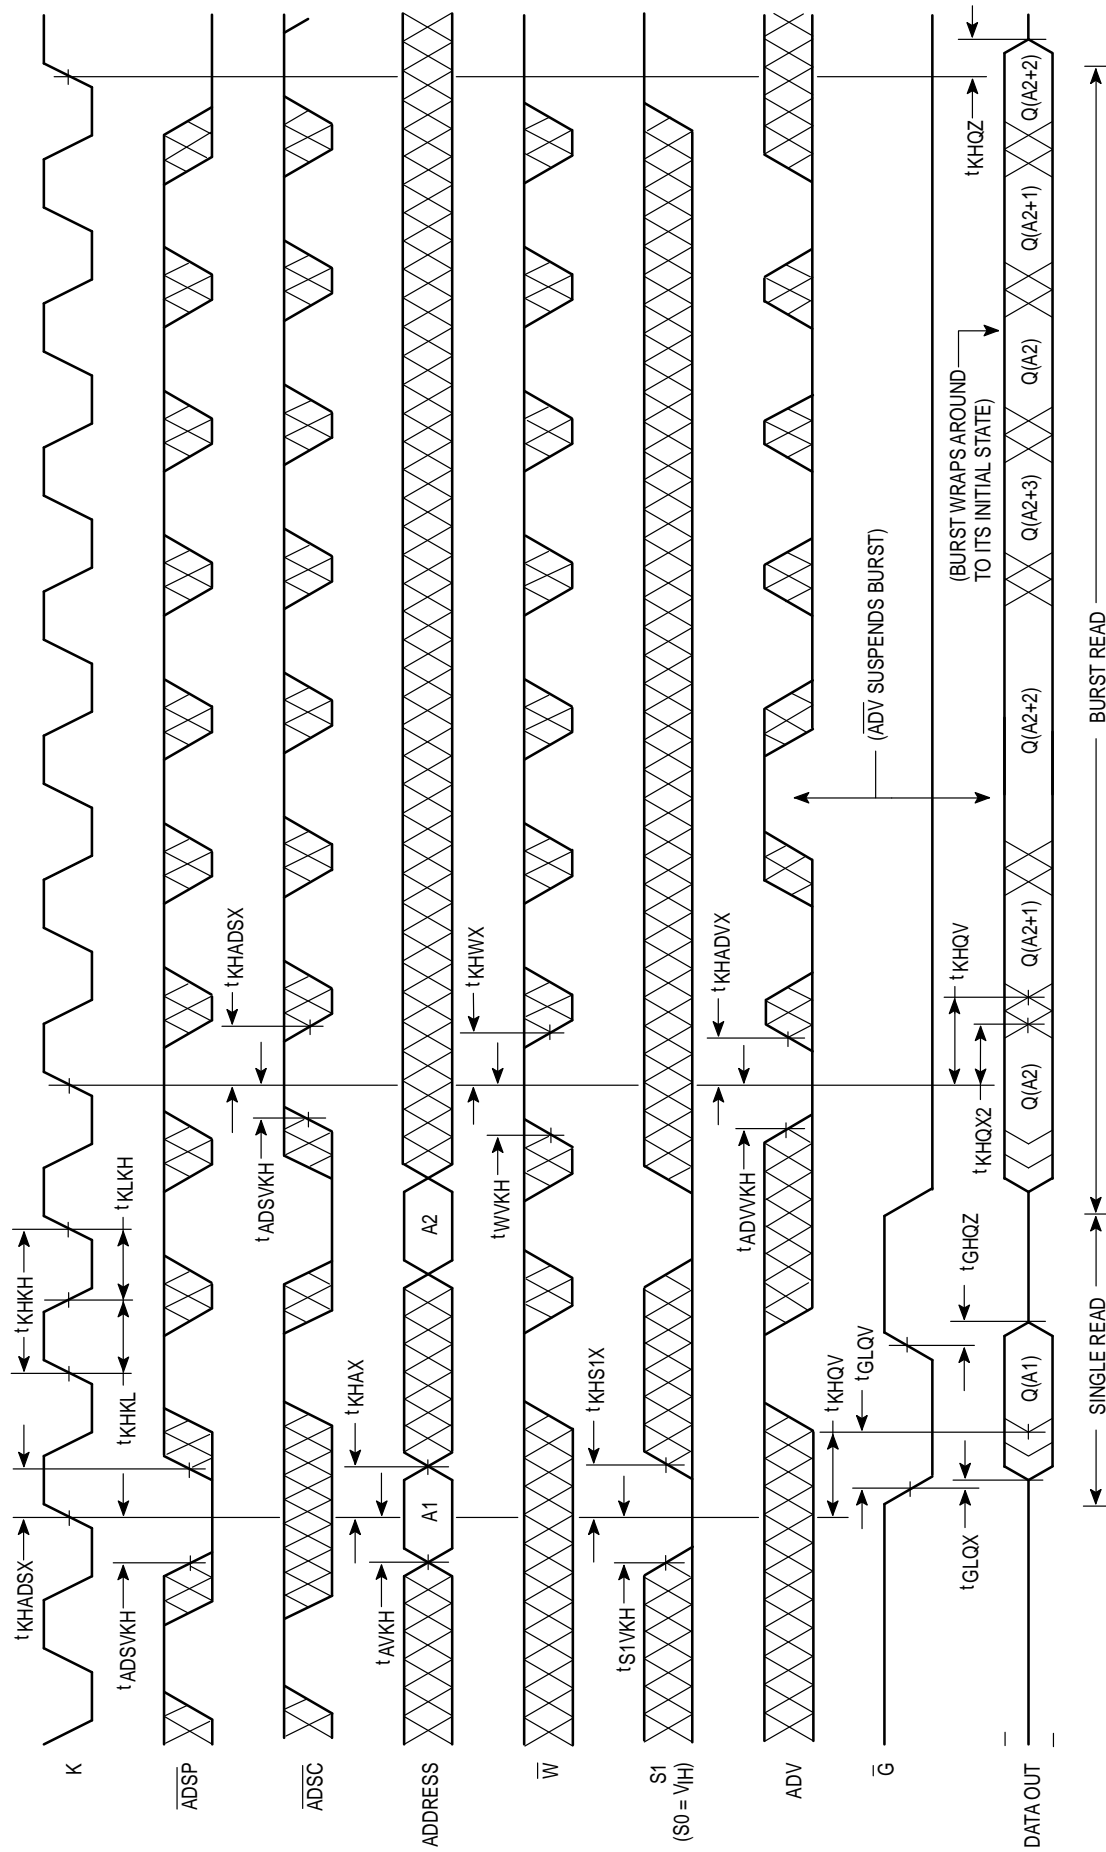 tKHADSX tKHKH
tADSVKH tKHKL tKLKH
K
A̅D̅S̅P̅
tKHADSX
tADSVKH
A̅D̅S̅C̅
tKHAX
tAVKH
ADDRESS A1 A2
tKHWX
tWVKH
W̅
tKHS1X
tS1VKH
S1
(S0 = VIH)
tKHADVX
tADVVKH
ADV
tKHQV
tGLQV
(A̅D̅V̅ SUSPENDS BURST)
G̅
tKHQV
(BURST WRAPS AROUND
TO ITS INITIAL STATE)
tGLQX tGHQZ tKHQX2 tKHQZ
DATA OUT Q(A1) Q(A2) Q(A2+1) Q(A2+2) Q(A2+3) Q(A2) Q(A2+1) Q(A2+2)
SINGLE READ BURST READ